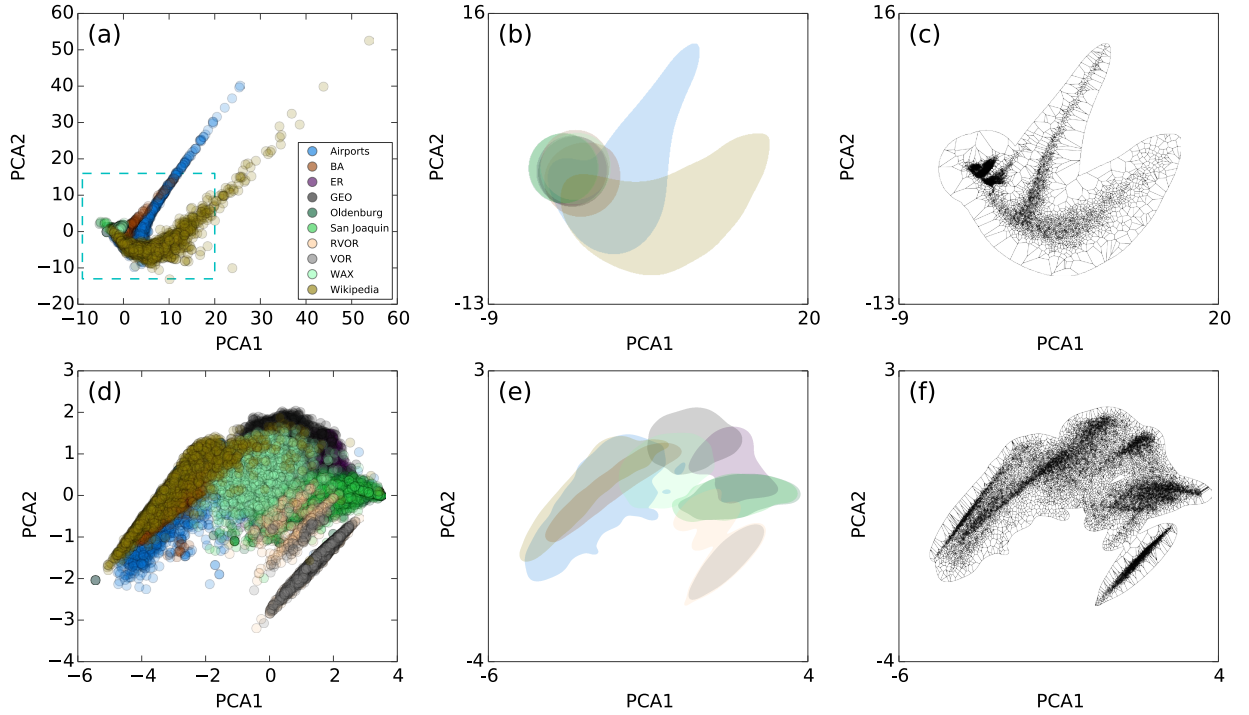 (a)
60
50
40
30
20
10
0
−10
−20
−10
0
10
20
30
40
50
60
PCA2
PCA1
Airports
BA
ER
GEO
Oldenburg
San Joaquin
RVOR
VOR
WAX
Wikipedia
(b)
16
-13
-9
20
PCA2
PCA1
(c)
16
-13
-9
20
PCA2
PCA1
(d)
3
2
1
0
−1
−2
−3
−4
−6
−4
−2
0
2
4
PCA2
PCA1
(e)
3
-4
-6
4
PCA2
PCA1
(f)
3
-4
-6
4
PCA2
PCA1